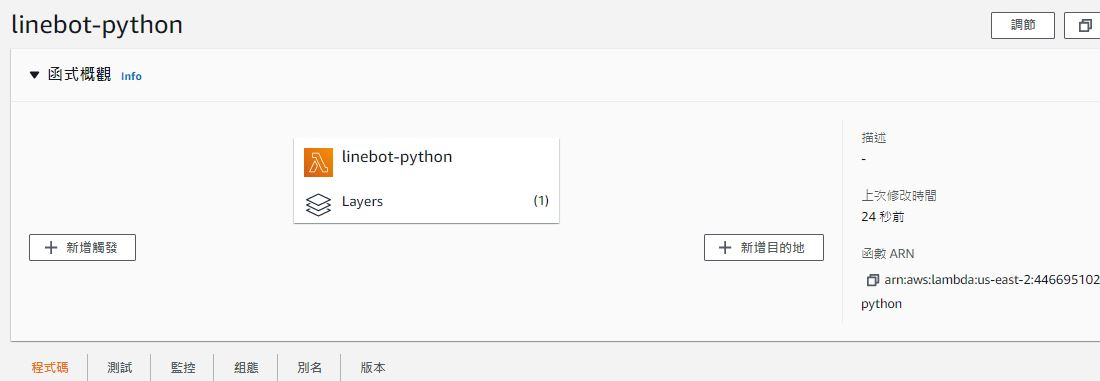 linebot-python
調節
函式概觀 Info
linebot-python
Layers (1)
新增觸發
新增目的地
描述
-
上次修改時間
24 秒前
函數 ARN
arn:aws:lambda:us-east-2:446695102
python
程式碼
測試
監控
组態
別名
版本